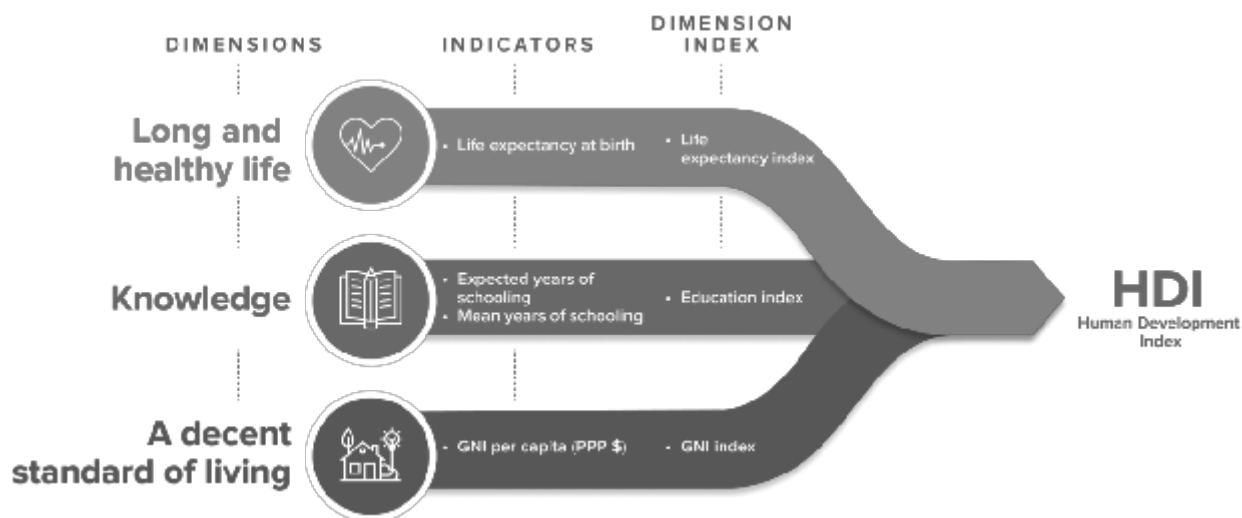 DIMENSIONS
INDICATORS
DIMENSION
INDEX
Long and
healthy life
• Life expectancy at birth
• Life
expectancy index
Knowledge
• Expected years of
schooling
• Mean years of schooling
• Education index
A decent
standard of living
• GNI per capita (PPP $)
• GNI index
HDI
Human Development
Index